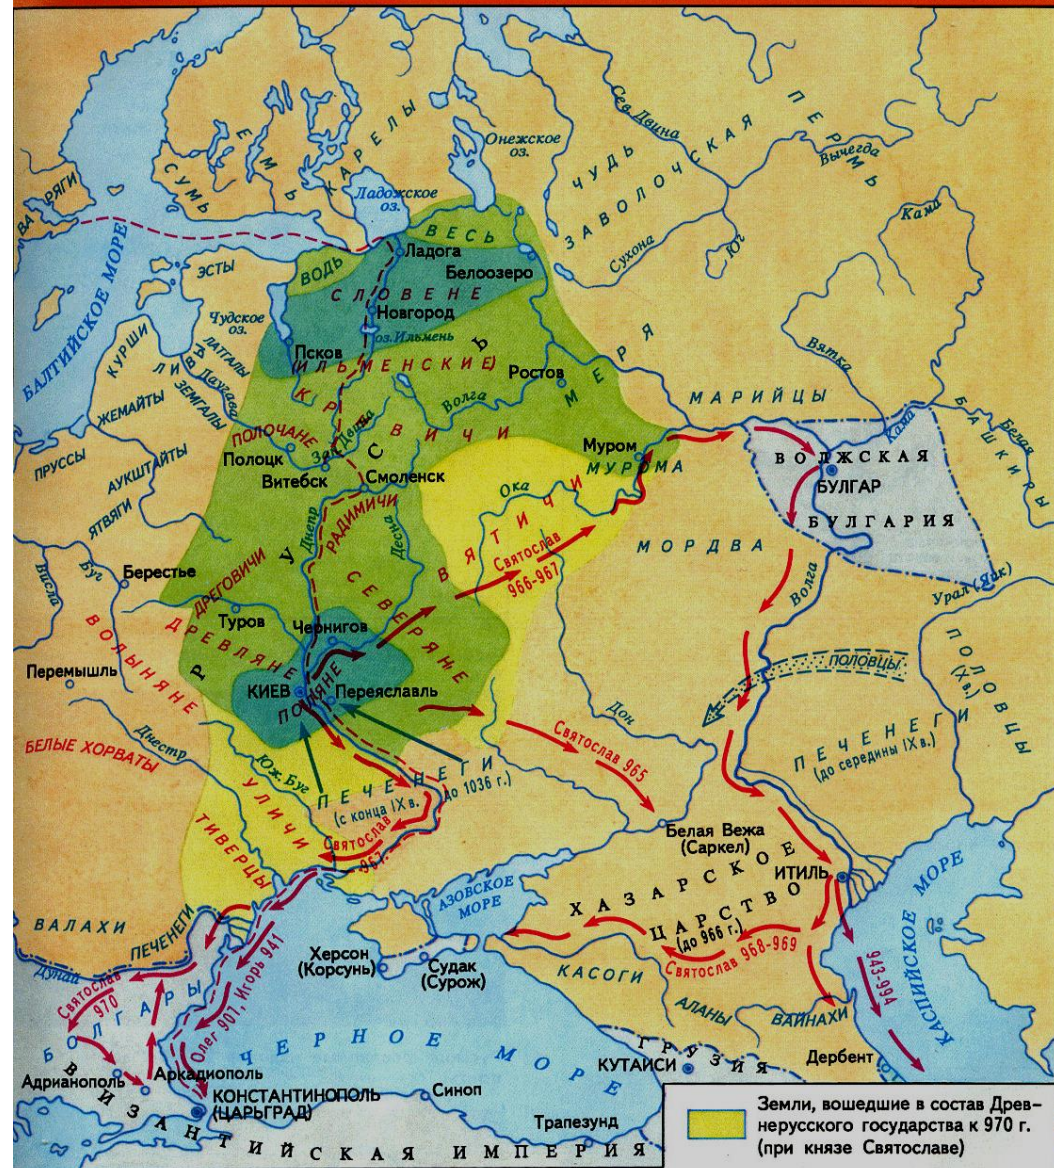 ВАРЯГИ
СУМЬ
ЕМЬ
КАРЕЛЫ
Ладожское
оз.
Онежское
оз.
ЧУДЬ
ЗАВОЛОЧСКАЯ
Сев Двина
ПЕРМЬ
Вычегда
Сухона
Юг
Кама
БАЛТИЙСКОЕ МОРЕ
ЭСТЫ
ВОДЬ
ВЕСЬ
Ладога
Белоозеро
СЛОВЕНЕ
Новгород
оз.Ильмень
(ИЛЬМЕНСКИЕ)
Псков
Чудское
оз.
КУРШИ
ЛИВЪ
ЛАТГАЛЫ
ЗЕМГАЛЫ
Даугава
ЖЕМАЙТЫ
ПРУССЫ
АУКШТАЙТЫ
ЯТВЯГИ
КРИВИЧИ
ПОЛОЧАНЕ
Полоцк
Зап.Двина
Витебск
Смоленск
Волга
Ростов
МЕРЯ
Муром
МУРОМА
МАРИЙЦЫ
Вятка
Кама
Белая
БАШКИРЫ
ВОЛЖСКАЯ
БУЛГАР
БУЛГАРИЯ
МОРДВА
Волга
Урал (Яик)
Ока
ВЯТИЧИ
Святослав
966-967
РАДИМИЧИ
Днепр
Десна
СЕВЕРЯНЕ
РУСЬ
ДРЕГОВИЧИ
Висла
Буг
Берестье
Туров
ДРЕВЛЯНЕ
Чернигов
КИЕВ
ПОЛЯНЕ
Переяславль
ВОЛЫНЯНЕ
Перемышль
БЕЛЫЕ ХОРВАТЫ
Днестр
Юж. Буг
УЛИЧИ
ТИВЕРЦЫ
ПЕЧЕНЕГИ
(с конца IX в.
до 1036 г.)
Святослав
967
Дон
Святослав 965
ПОЛОВЦЫ
ПОЛОВЦЫ
(X в.)
ПЕЧЕНЕГИ
(до середины IX в.)
Белая Вежа
(Саркел)
ХАЗАРСКОЕ
ЦАРСТВО
(до 966 г.)
ИТИЛЬ
Святослав 968-969
943-994
КАСПИЙСКОЕ МОРЕ
АЗОВСКОЕ
МОРЕ
Херсон
(Корсунь)
Судак
(Сурож)
КАСОГИ
АЛАНЫ
ВАЙНАХИ
Дербент
ГРУЗИЯ
КУТАИСИ
ВАЛАХИ
ПЕЧЕНЕГИ
Дунай
Святослав
970
БОЛГАРЫ
Олег 907, Игорь 941
ЧЕРНОЕ МОРЕ
Адрианополь
Аркадиополь
КОНСТАНТИНОПОЛЬ
(ЦАРЬГРАД)
Синоп
Трапезунд
ВИЗАНТИЙСКАЯ ИМПЕРИЯ
Земли, вошедшие в состав Древ-
нерусского государства к 970 г.
(при князе Святославе)